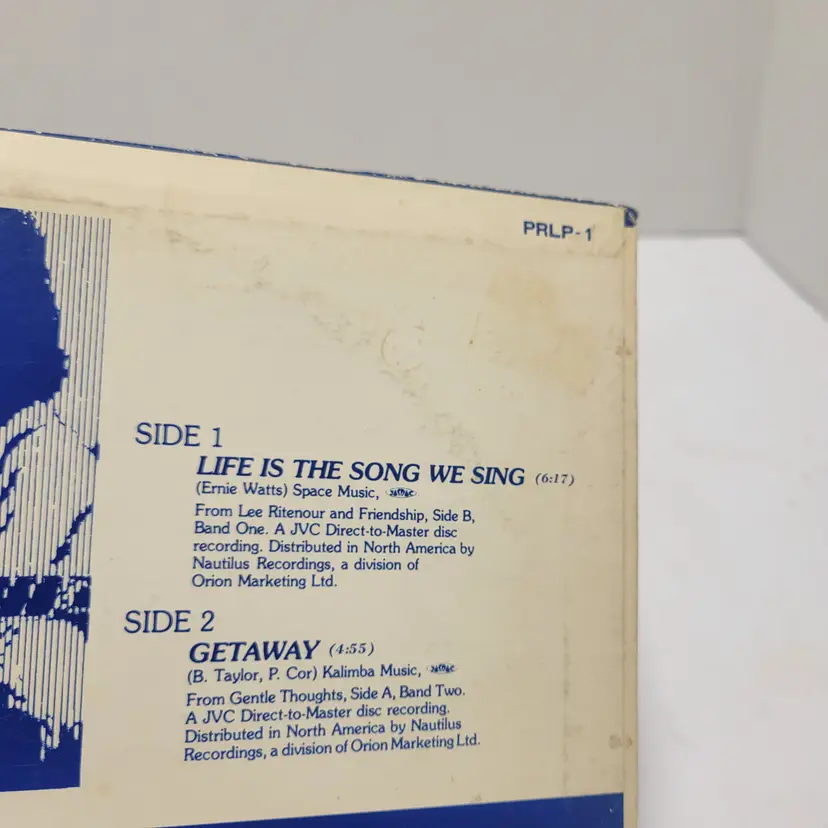 PRLP-1
SIDE 1
LIFE IS THE SONG WE SING (6:17)
(Ernie Watts) Space Music,
From Lee Ritenour and Friendship, Side B,
Band One. A JVC Direct-to-Master disc
recording. Distributed in North America by
Nautilus Recordings, a division of
Orion Marketing Ltd.
SIDE 2
GETAWAY (4:55)
(B. Taylor, P. Cor) Kalimba Music,
From Gentle Thoughts, Side A, Band Two.
A JVC Direct-to-Master disc recording.
Distributed in North America by Nautilus
Recordings, a division of Orion Marketing Ltd.